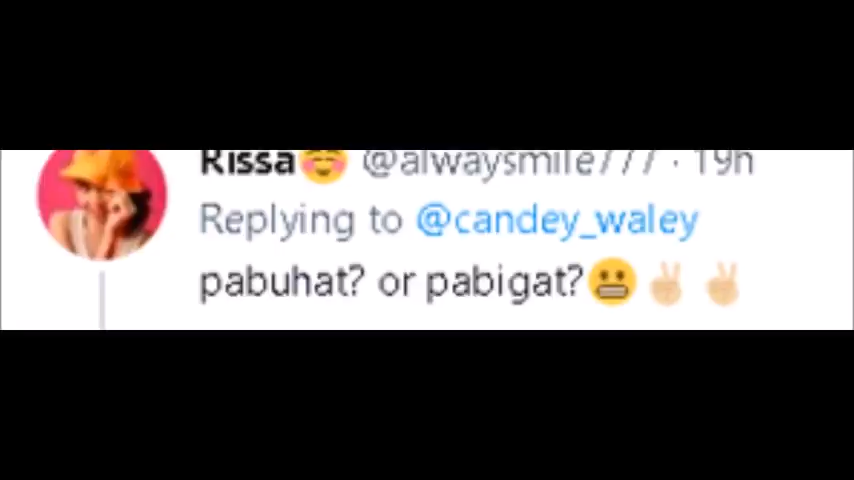 Rissa☺️ @alwaysmile777 · 19h
Replying to @candey_waley
pabuhat? or pabigat?😬✌🏼✌🏼